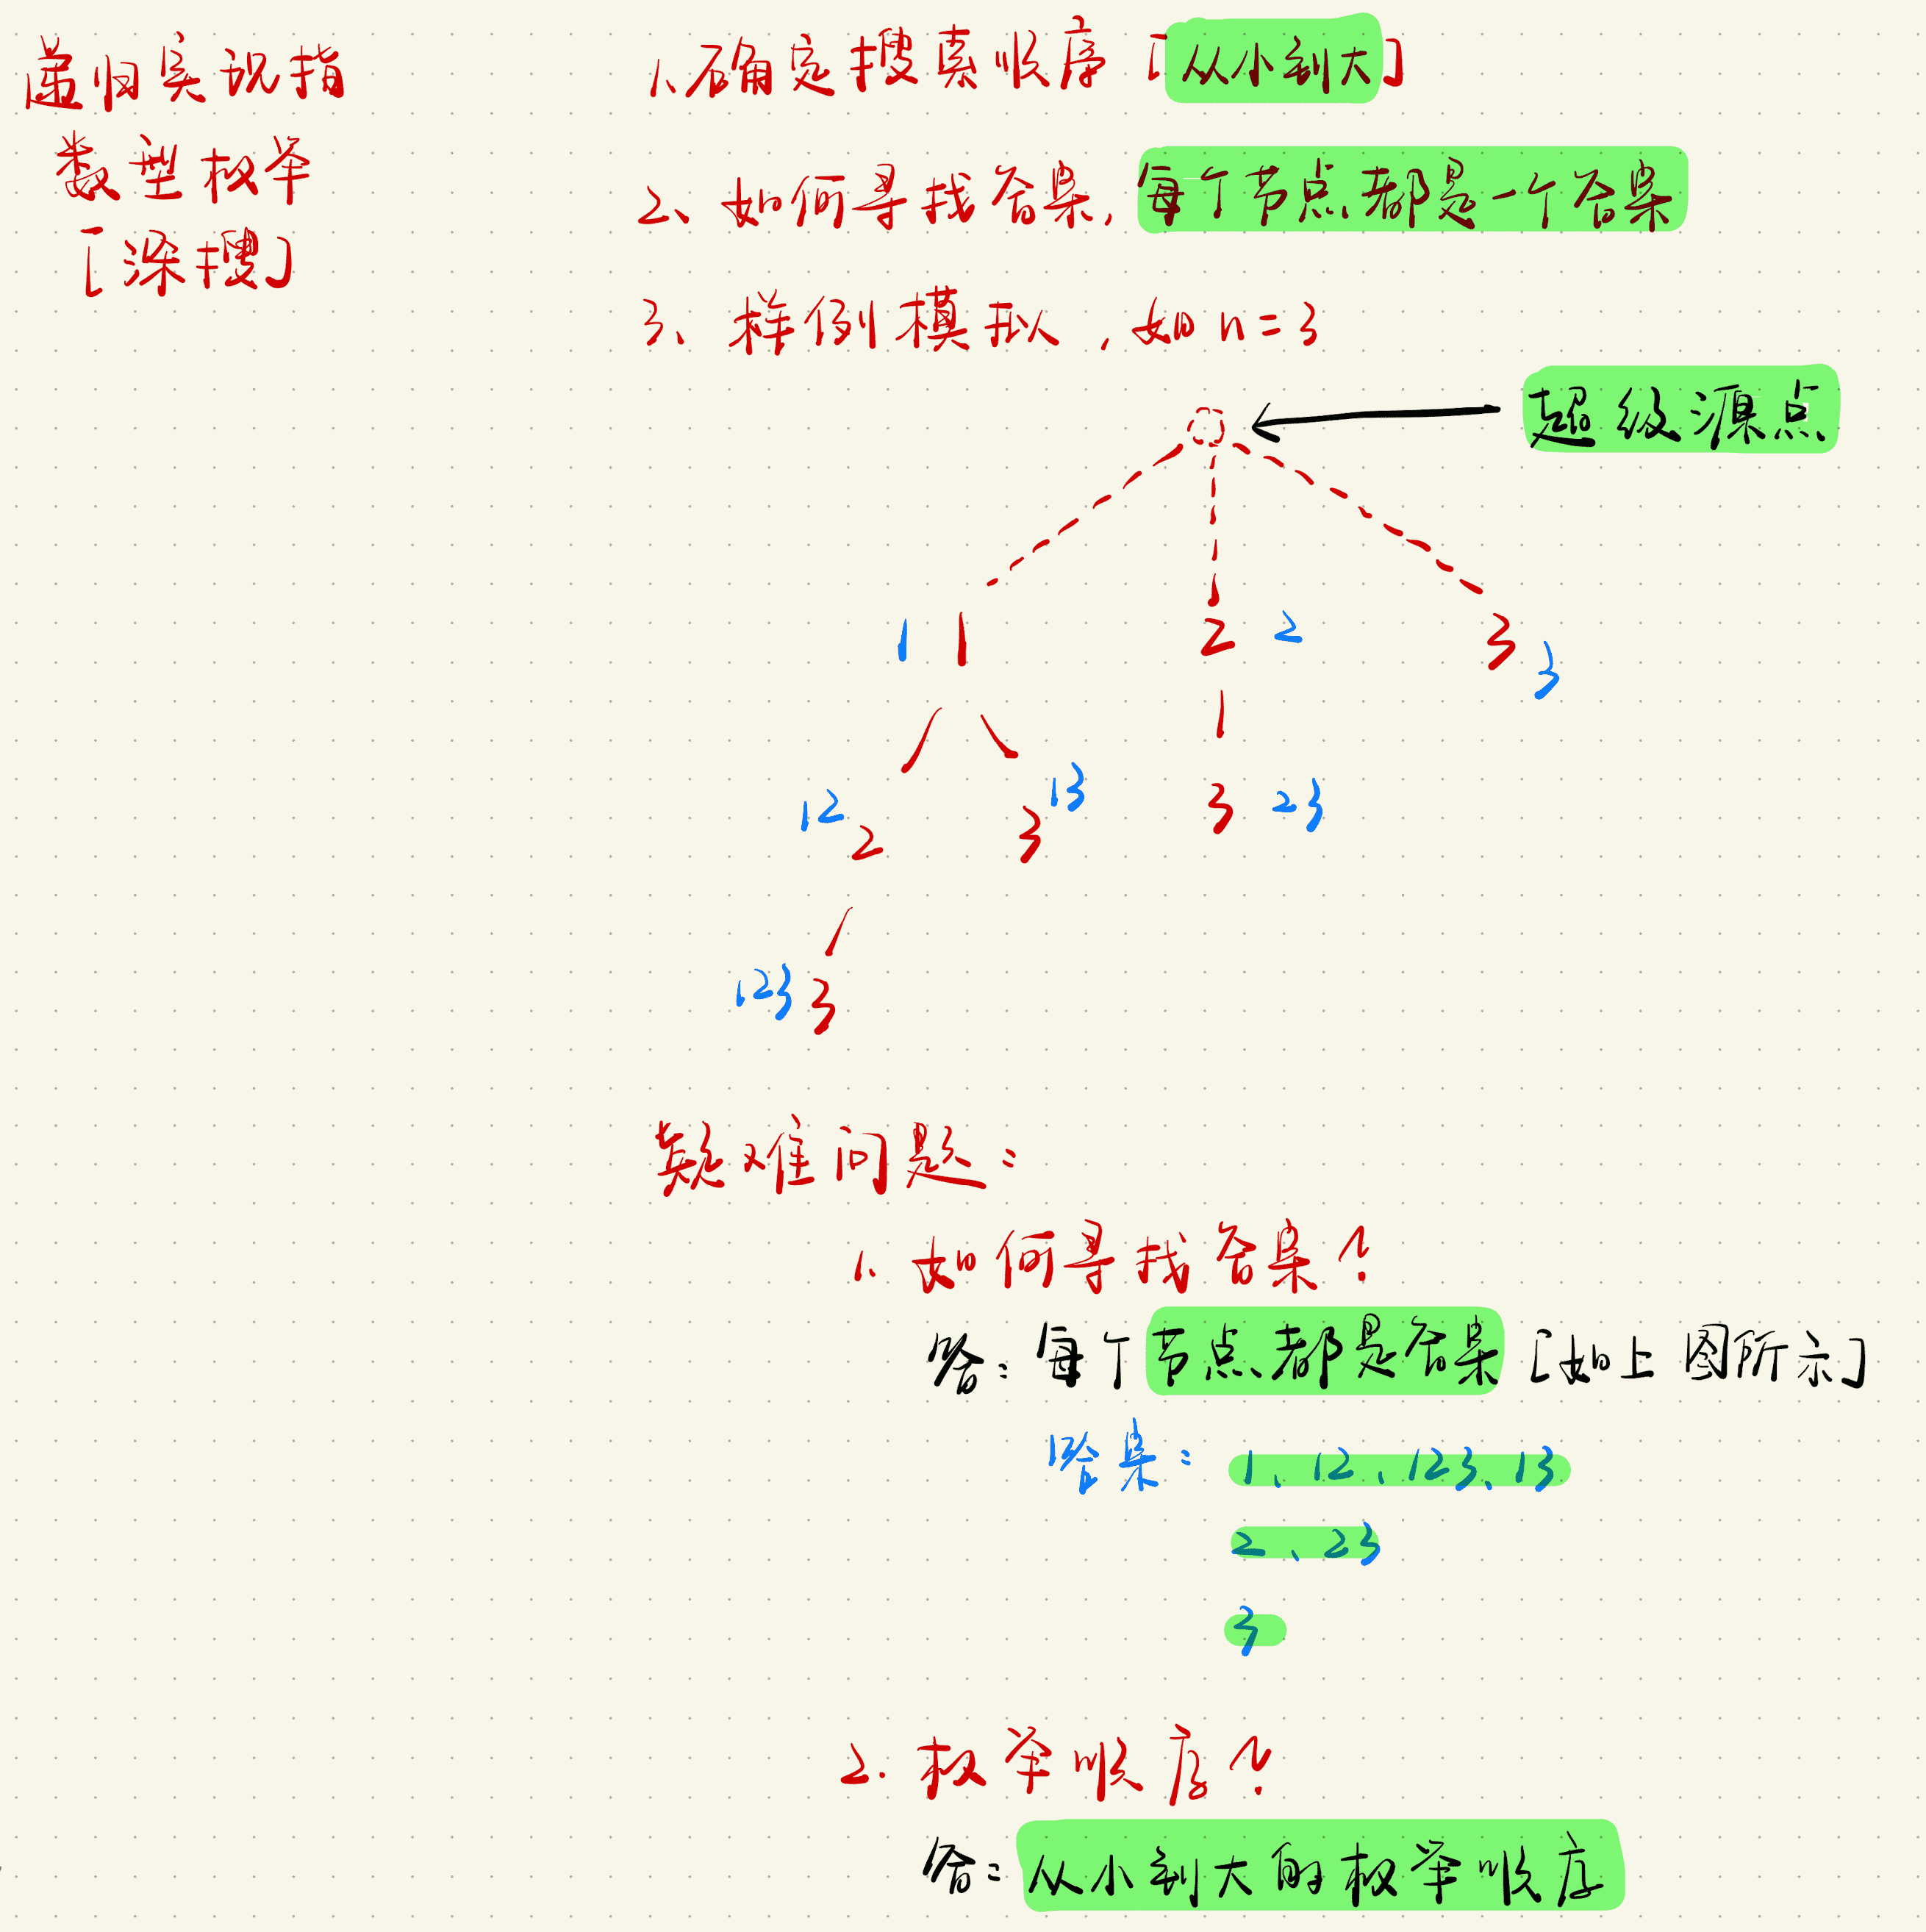 递归实现指
数型枚举
[深搜]
1、确定搜索顺序 [从小到大]
2、如何寻找答案, 每个节点都是一个答案
3、样例模拟, 如n=3
超级源点
1 1 2 2 3 3
12 2 3 13 3 23
123 3
疑难问题:
1、如何寻找答案?
答: 每个节点都是答案 [如上图所示]
答案: 1、12、123、13
2、23
3
2. 枚举顺序?
答: 从小到大的枚举顺序